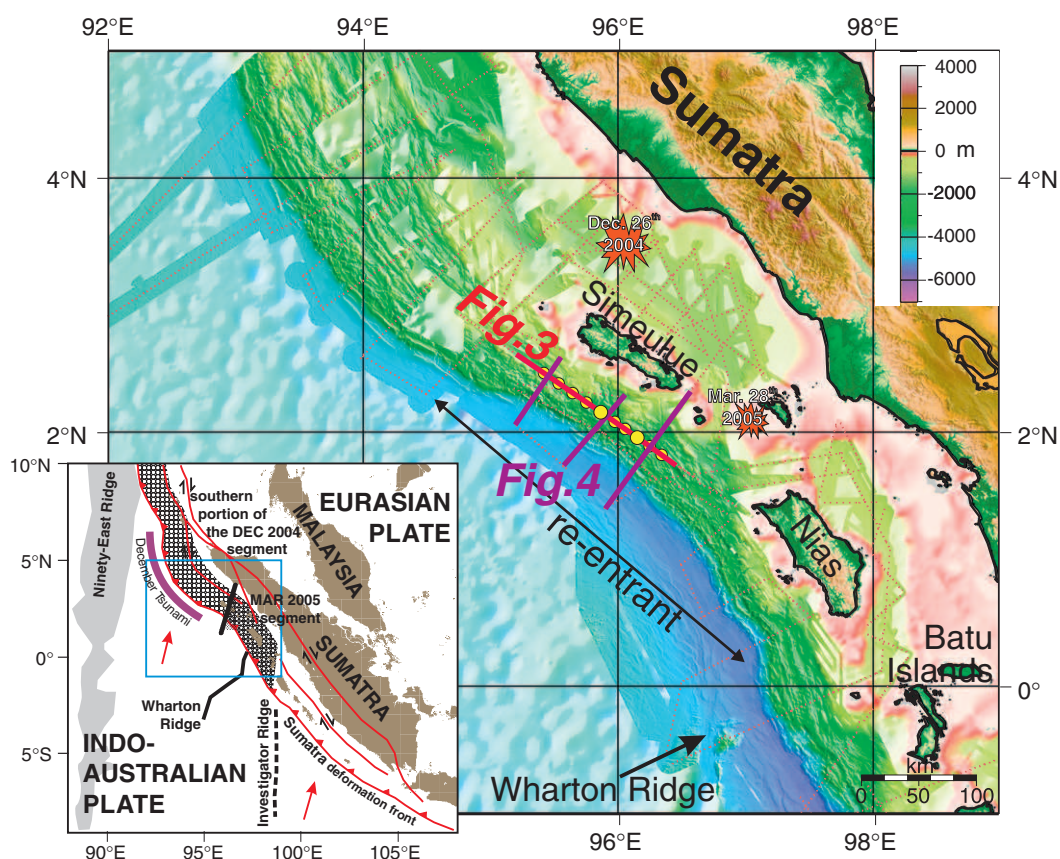 92°E
94°E
96°E
98°E
4000
2000
0 m
-2000
-4000
-6000
Sumatra
4°N
4°N
Dec. 26th
2004
Simeulue
Fig.3
Mar. 28th
2005
2°N
2°N
Fig.4
re-entrant
Nias
Batu
Islands
0°
Wharton Ridge
km
0 50 100
96°E
98°E
10°N
5°N
0°
5°S
90°E
95°E
100°E
105°E
Ninety-East Ridge
southern
portion of
the DEC 2004
segment
EURASIAN
PLATE
MALAYSIA
December Tsunami
MAR 2005
segment
SUMATRA
Wharton
Ridge
INDO-
AUSTRALIAN
PLATE
Investigator Ridge
Sumatra deformation front